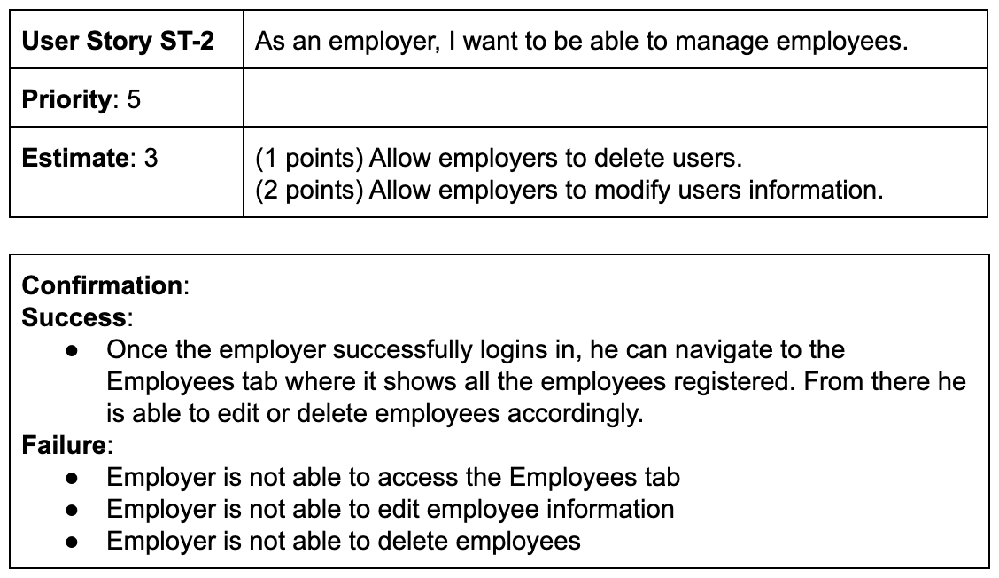 User Story ST-2
As an employer, I want to be able to manage employees.
Priority: 5
Estimate: 3
(1 points) Allow employers to delete users.
(2 points) Allow employers to modify users information.
Confirmation:
Success:
● Once the employer successfully logins in, he can navigate to the
Employees tab where it shows all the employees registered. From there he
is able to edit or delete employees accordingly.
Failure:
● Employer is not able to access the Employees tab
● Employer is not able to edit employee information
● Employer is not able to delete employees